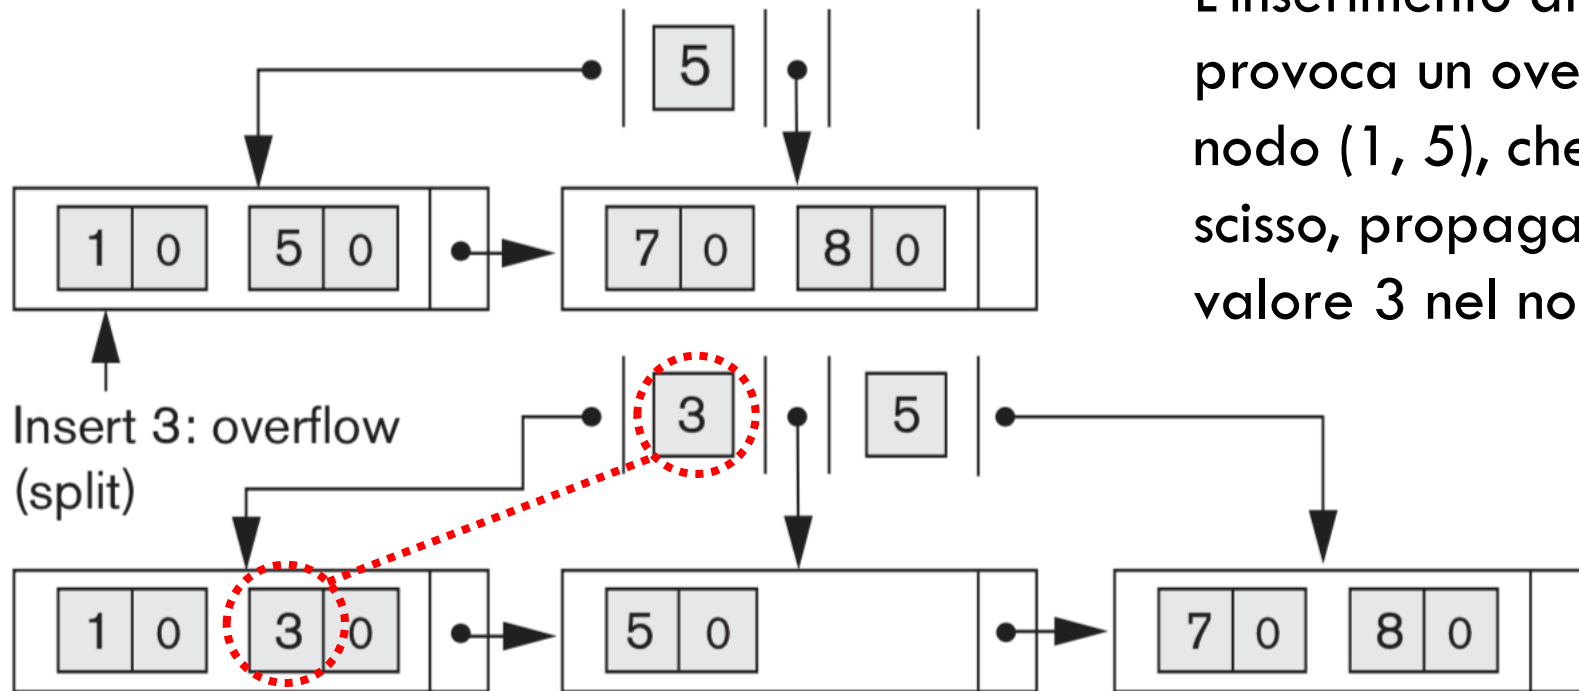 L'inserimento di
5
provoca un ove
nodo (1, 5), che
scisso, propaga
valore 3 nel no
1 0 5 0
7 0 8 0
Insert 3: overflow
(split)
3
5
1 0 3 0
5 0
7 0 8 0